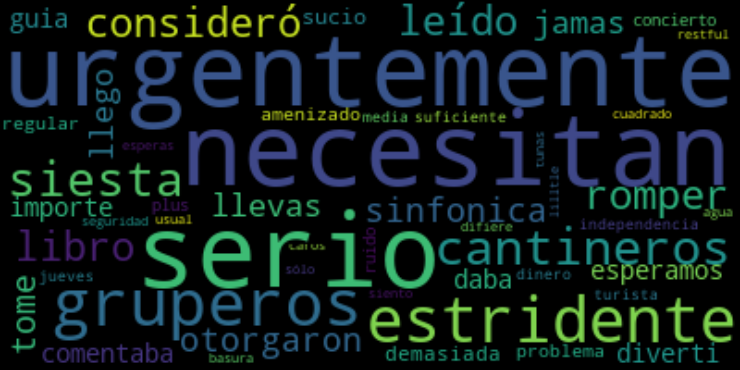 guia consideró sucio leído jamas concierto
restful
urgentemente
llego
amenizado media suficiente cuadrado
regular
esperas necesitan tunas
siesta
lilltle
romper
importe plus llevas sinfonica agua
seguridad usual
difiere independencia
libro serio caros ruido cantineros
sólo
jueves daba dinero esperamos
tome gruperos siento turista
estridente
otorgaron
comentaba basura demasiada problema diverti